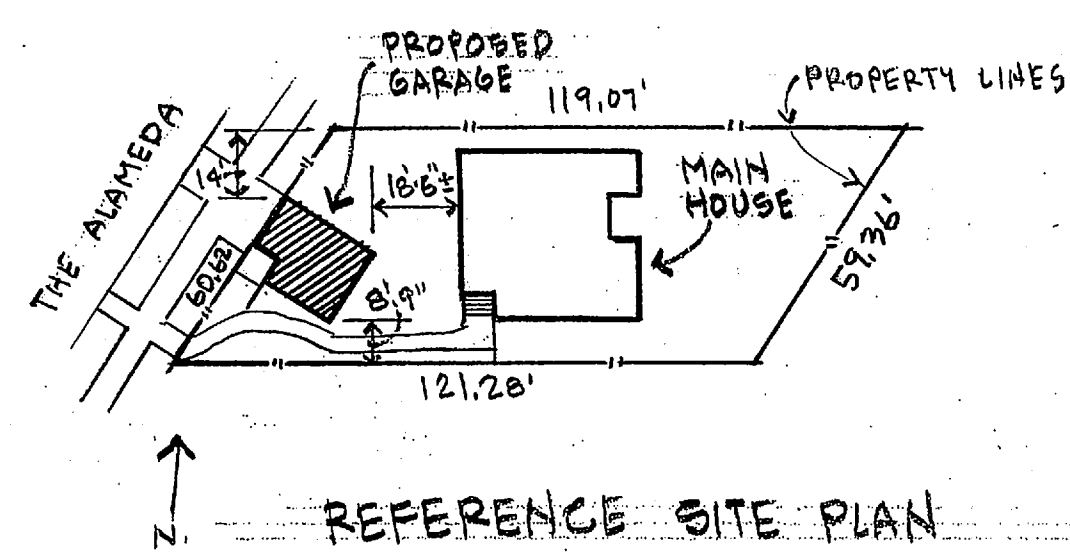 PROPOSED
GARAGE
119.07'
PROPERTY LINES
THE ALAMEDA
14'
18'6"±
MAIN
HOUSE
60.62
8'9"
59.36'
121.28'
N.
REFERENCE SITE PLAN